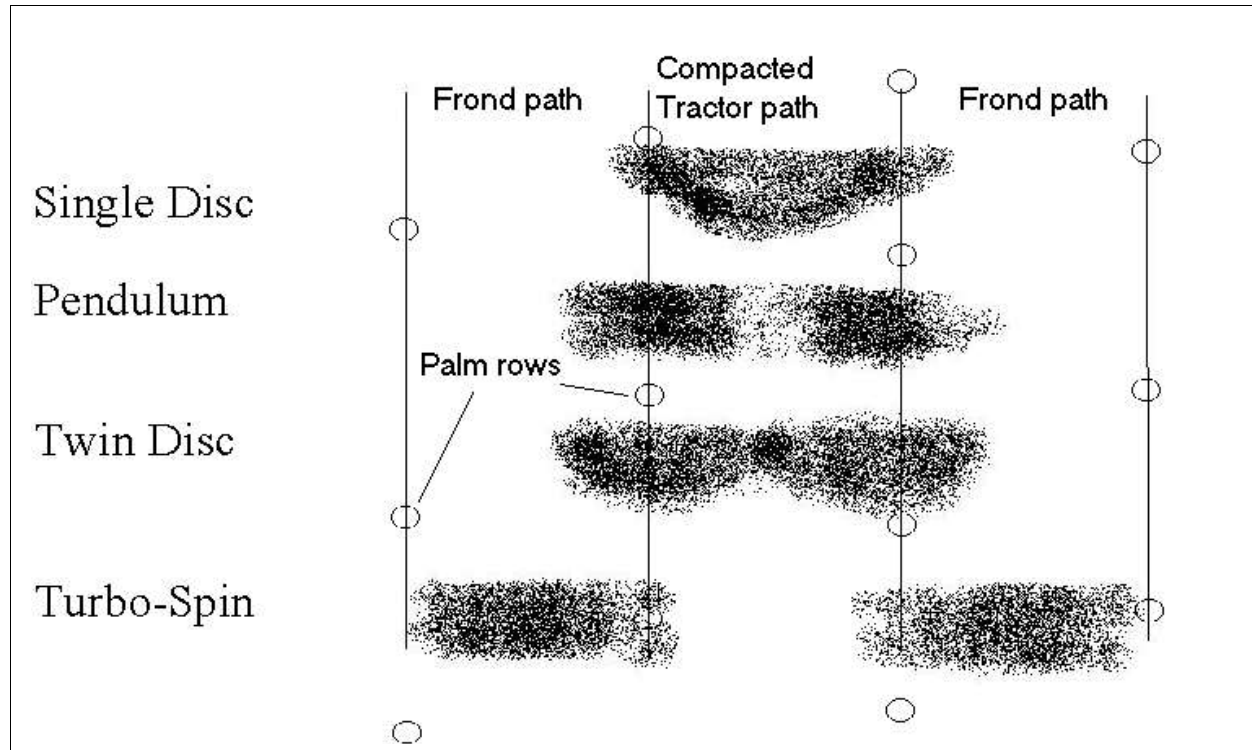 Frond path
Compacted
Tractor path
Frond path
Single Disc
Pendulum
Palm rows
Twin Disc
Turbo-Spin